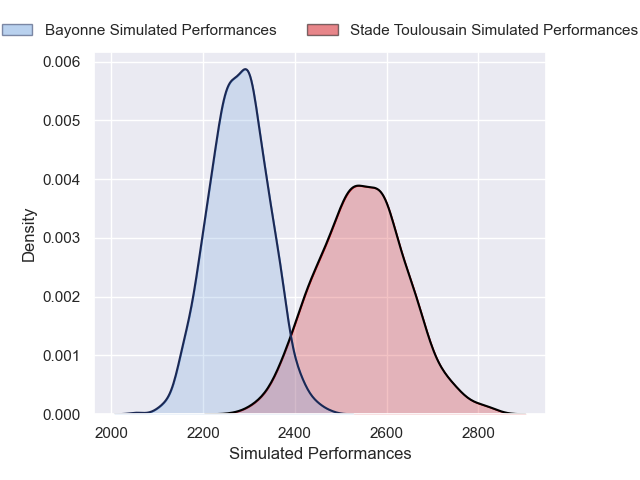 Bayonne Simulated Performances
Stade Toulousain Simulated Performances
0.006
0.005
0.004
0.003
0.002
0.001
0.000
Density
2000 2200 2400 2600 2800
Simulated Performances